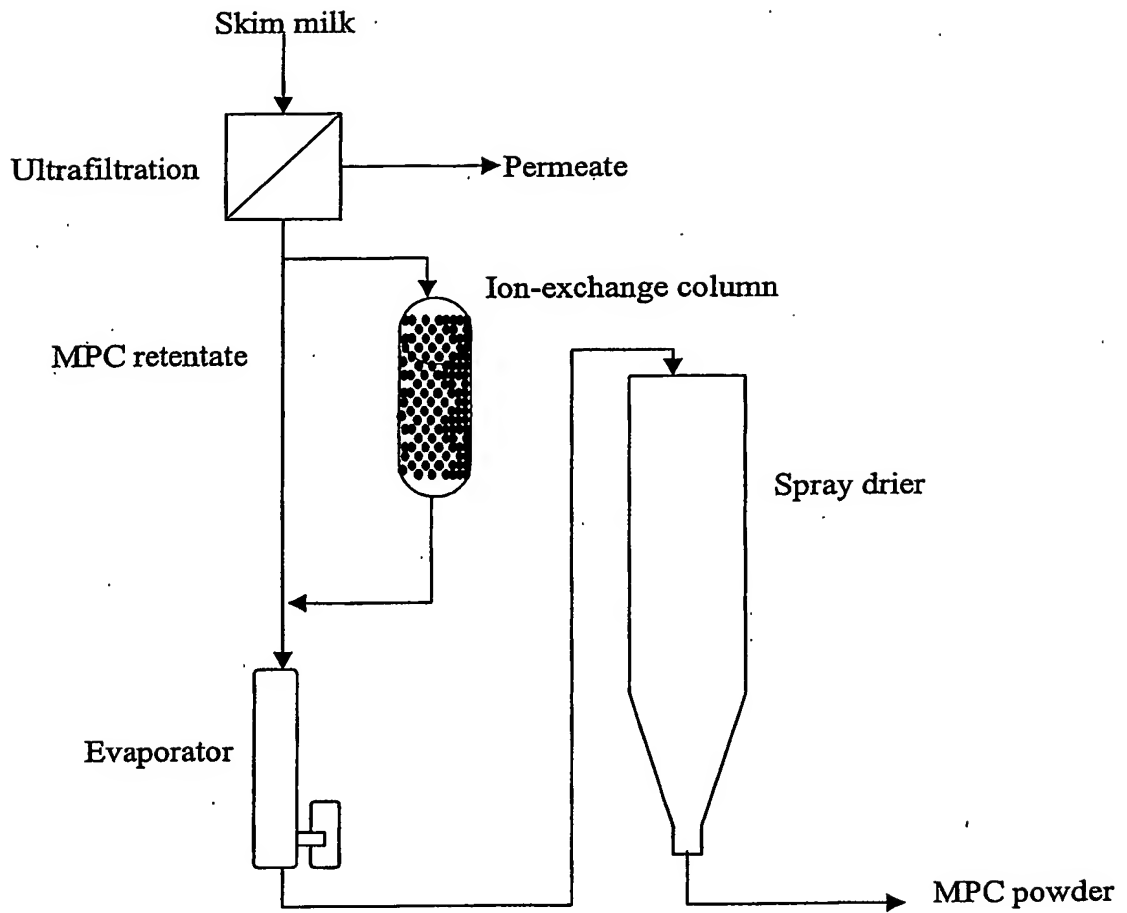 Skim milk
Ultrafiltration
Permeate
Ion-exchange column
MPC retentate
Spray drier
Evaporator
MPC powder